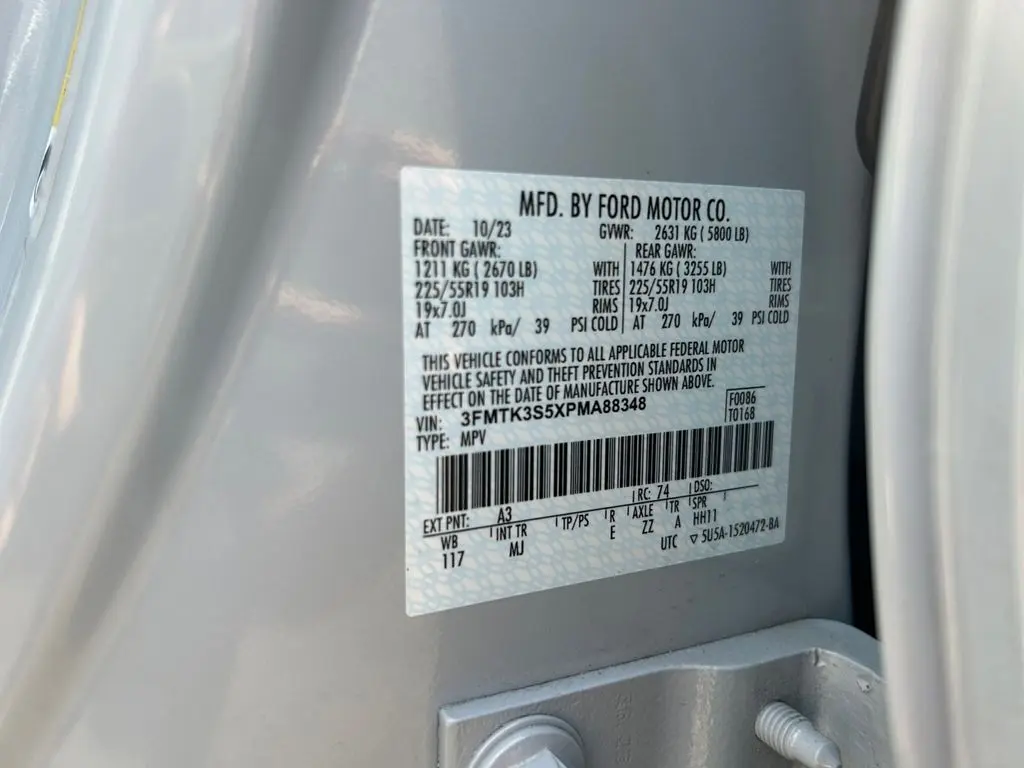 MFD. BY FORD MOTOR CO.
DATE: 10/23 GVWR: 2631 KG ( 5800 LB)
FRONT GAWR: REAR GAWR:
1211 KG ( 2670 LB) WITH 1476 KG ( 3255 LB) WITH
225/55R19 103H TIRES 225/55R19 103H TIRES
19x7.0J RIMS 19x7.0J RIMS
AT 270 kPa/ 39 PSI COLD AT 270 kPa/ 39 PSI COLD
THIS VEHICLE CONFORMS TO ALL APPLICABLE FEDERAL MOTOR
VEHICLE SAFETY AND THEFT PREVENTION STANDARDS IN
EFFECT ON THE DATE OF MANUFACTURE SHOWN ABOVE.
VIN: 3FMTK3S5XPMA88348 F0086
TYPE: MPV T0168
EXT PNT: A3 RC: 74 DSO:
WB INT TR TP/PS R AXLE TR SPR
117 MJ E ZZ A HH11
UTC ▽ 5U5A-1520472-BA